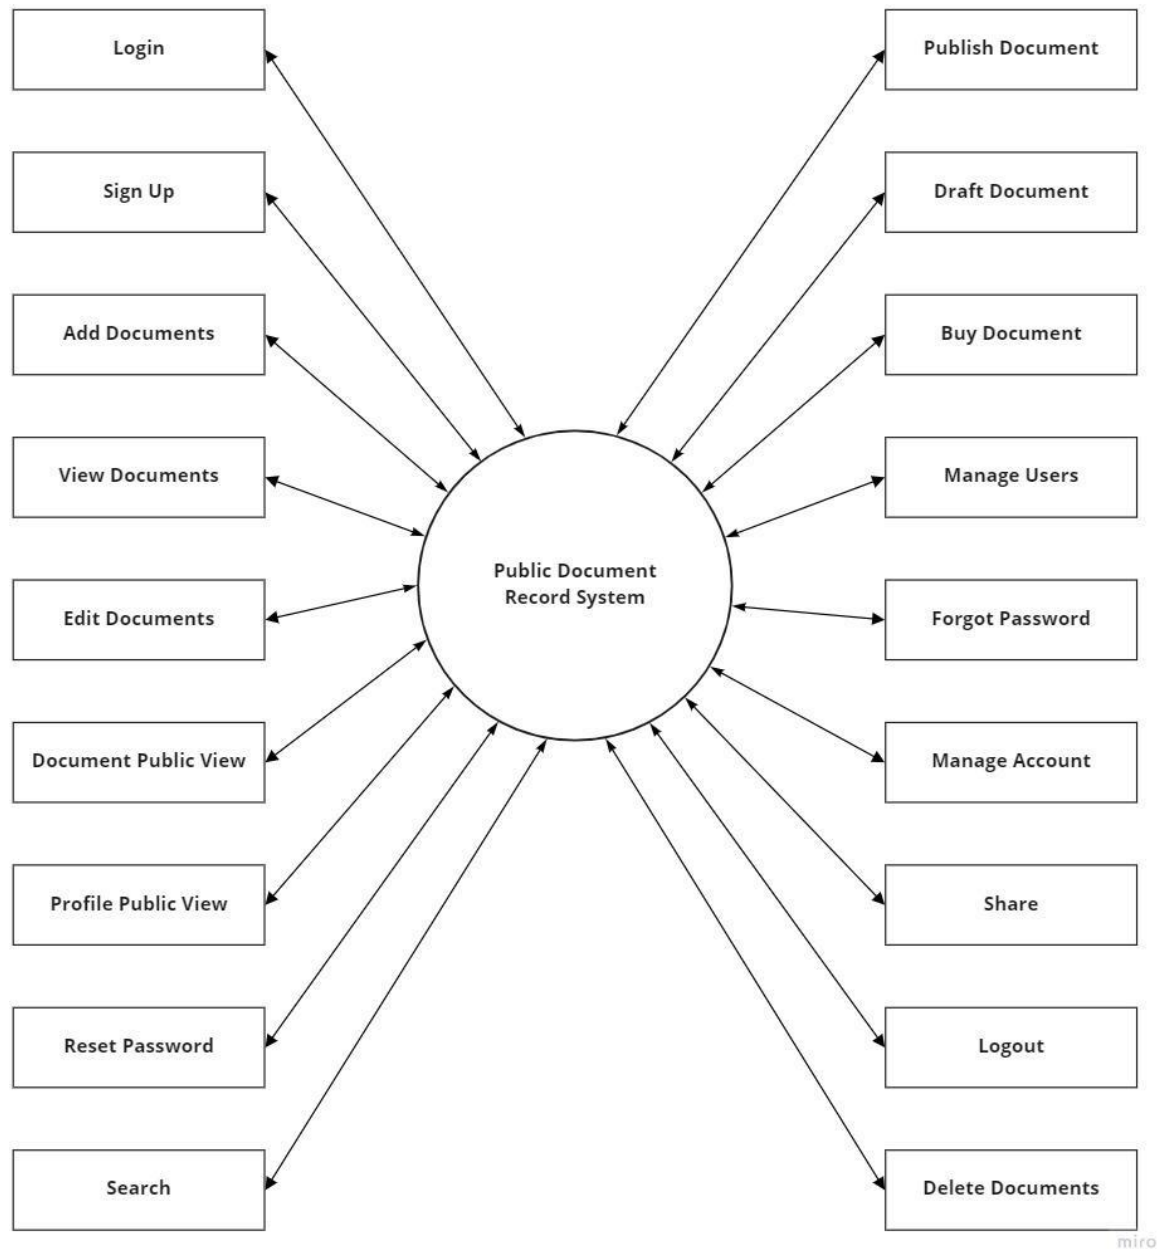 Login
Publish Document
Sign Up
Draft Document
Add Documents
Buy Document
View Documents
Manage Users
Public Document
Record System
Edit Documents
Forgot Password
Document Public View
Manage Account
Profile Public View
Share
Reset Password
Logout
Search
Delete Documents
miro